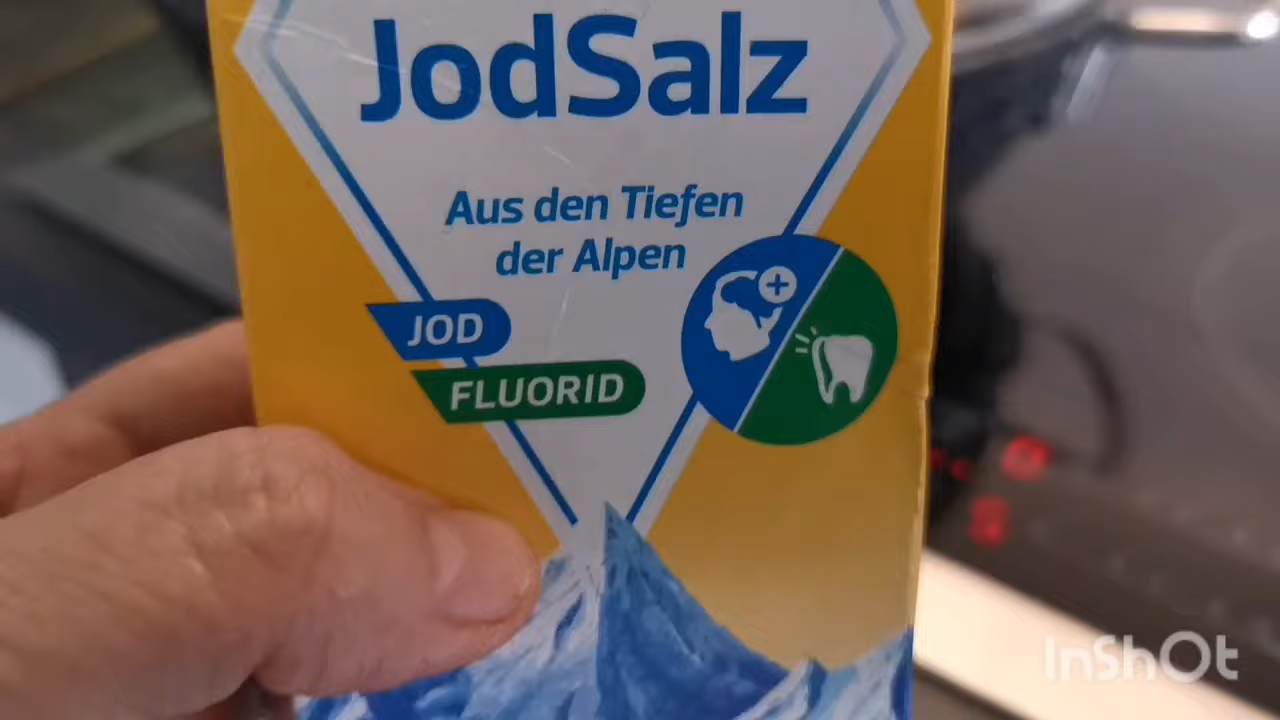 JodSalz
Aus den Tiefen
der Alpen
JOD
FLUORID
InShOt